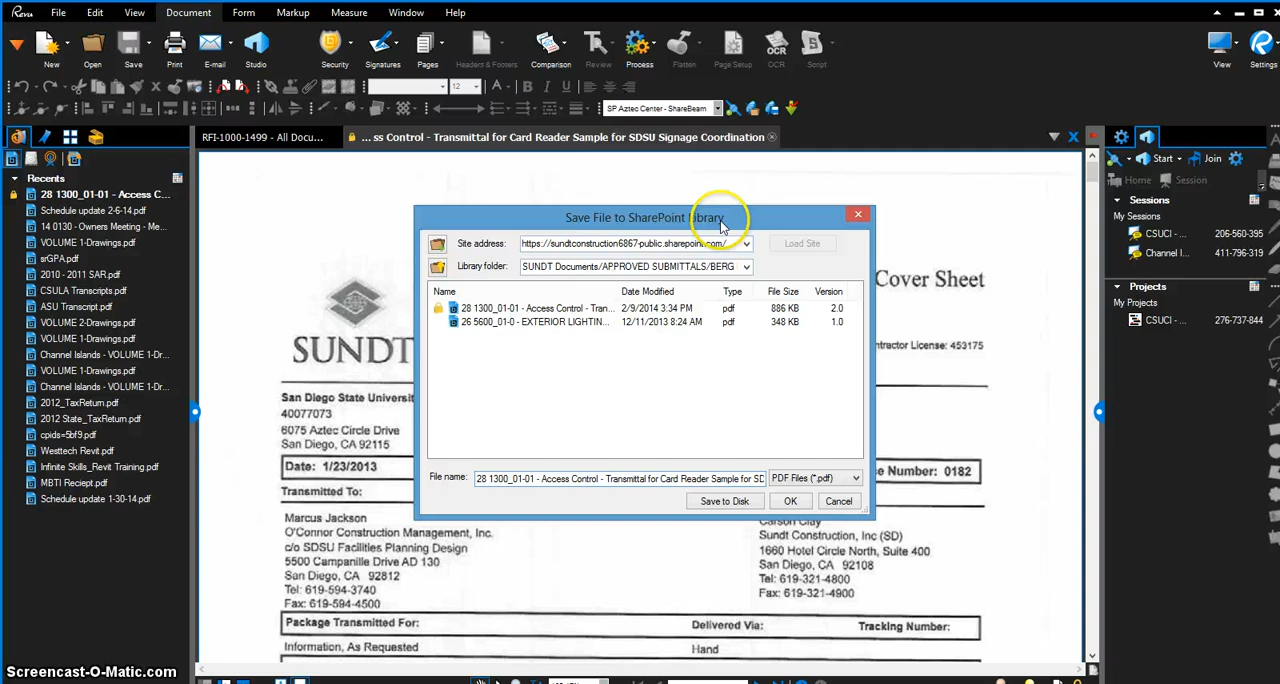 Revu File Edit View Document Form Markup Measure Window Help
New Open Save Print E-mail Studio Security Signatures Pages Headers & Footers Comparison Review Process Flatten Page Setup OCR Script View Settings
12
SP Aztec Center - ShareBeam
RFI-1000-1499 - All Docu...
... ss Control - Transmittal for Card Reader Sample for SDSU Signage Coordination
Start Join
Recents
28 1300_01-01 - Access C...
Schedule update 2-6-14.pdf
14 0130 - Owners Meeting - Me...
VOLUME 1-Drawings.pdf
srGPA.pdf
2010 - 2011 SAR.pdf
CSULA Transcripts.pdf
ASU Transcript.pdf
VOLUME 2-Drawings.pdf
VOLUME 1-Drawings.pdf
Channel Islands - VOLUME 1-Dr...
VOLUME 1-Drawings.pdf
Channel Islands - VOLUME 1-Dr...
2012_TaxReturn.pdf
2012 State_TaxReturn.pdf
cpids=5bf9.pdf
Westtech Revit.pdf
Infinite Skills_Revit Training.pdf
MBTI Reciept.pdf
Schedule update 1-30-14.pdf
Save File to SharePoint Library
Site address: https://sundtconstruction6867-public.sharepoint.com/ Load Site
Library folder: SUNDT Documents/APPROVED SUBMITTALS/BERG
Name Date Modified Type File Size Version
28 1300_01-01 - Access Control - Tran... 2/9/2014 3:34 PM pdf 886 KB 2.0
26 5600_01-0 - EXTERIOR LIGHTIN... 12/11/2013 8:24 AM pdf 348 KB 1.0
File name: 28 1300_01-01 - Access Control - Transmittal for Card Reader Sample for SD PDF Files (*.pdf)
Save to Disk OK Cancel
Cover Sheet
SUNDT
San Diego State Universi
40077073
6075 Aztec Circle Drive
San Diego, CA 92115
ntractor License: 453175
Date: 1/23/2013
ce Number: 0182
Transmitted To:
Marcus Jackson
O'Connor Construction Management, Inc.
c/o SDSU Facilities Planning Design
5500 Campanille Drive AD 130
San Diego, CA 92812
Tel: 619-594-3740
Fax: 619-594-4500
Carson Clay
Sundt Construction, Inc (SD)
1660 Hotel Circle North, Suite 400
San Diego, CA 92108
Tel: 619-321-4800
Fax: 619-321-4900
Package Transmitted For: Delivered Via: Tracking Number:
Information, As Requested Hand
Home Session
Sessions
My Sessions
CSUCI - ... 206-560-395
Channel I... 411-796-319
Projects
My Projects
CSUCI - ... 276-737-844
Screencast-O-Matic.com